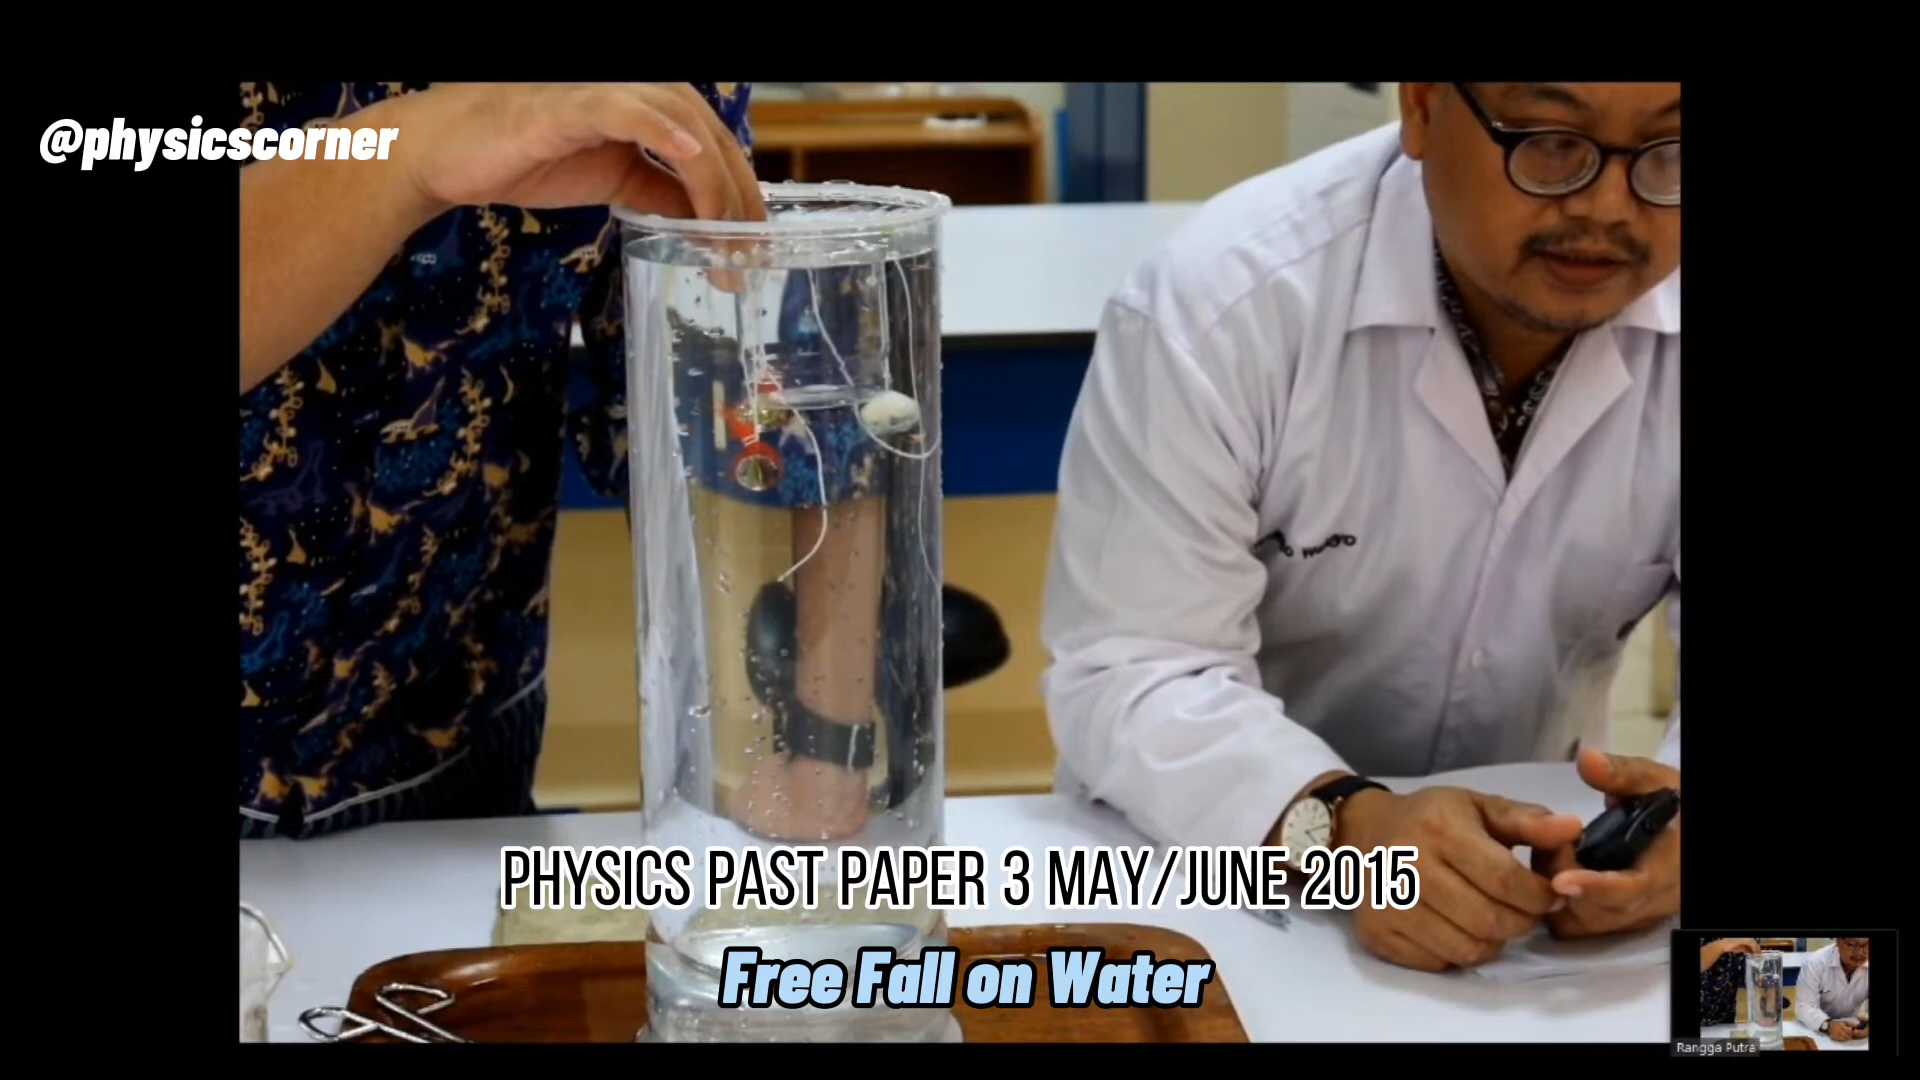 @physicscorner
PHYSICS PAST PAPER 3 MAY/JUNE 2015
Free Fall on Water
Rangga Putra